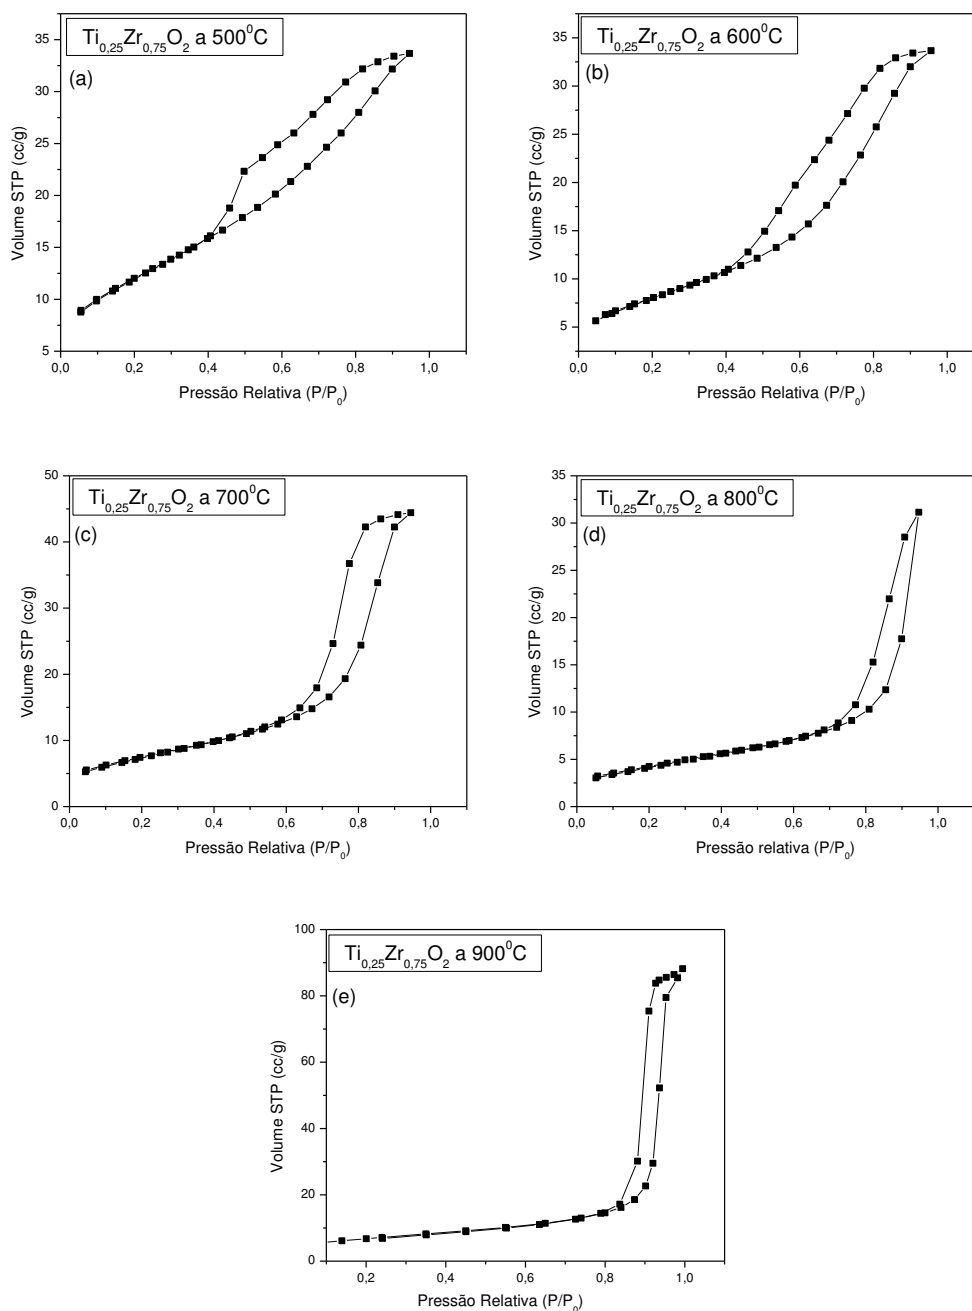 Ti0,25Zr0,75O2 a 500⁰C
(a)
35
30
25
20
15
10
5
Volume STP (cc/g)
0,0 0,2 0,4 0,6 0,8 1,0
Pressão Relativa (P/P0)
Ti0,25Zr0,75O2 a 600⁰C
(b)
35
30
25
20
15
10
5
Volume STP (cc/g)
0,0 0,2 0,4 0,6 0,8 1,0
Pressão Relativa (P/P0)
Ti0,25Zr0,75O2 a 700⁰C
(c)
50
40
30
20
10
0
Volume STP (cc/g)
0,0 0,2 0,4 0,6 0,8 1,0
Pressão Relativa (P/P0)
Ti0,25Zr0,75O2 a 800⁰C
(d)
35
30
25
20
15
10
5
0
Volume STP (cc/g)
0,0 0,2 0,4 0,6 0,8 1,0
Pressão relativa (P/P0)
Ti0,25Zr0,75O2 a 900⁰C
(e)
100
80
60
40
20
0
Volume STP (cc/g)
0,2 0,4 0,6 0,8 1,0
Pressão Relativa (P/P0)